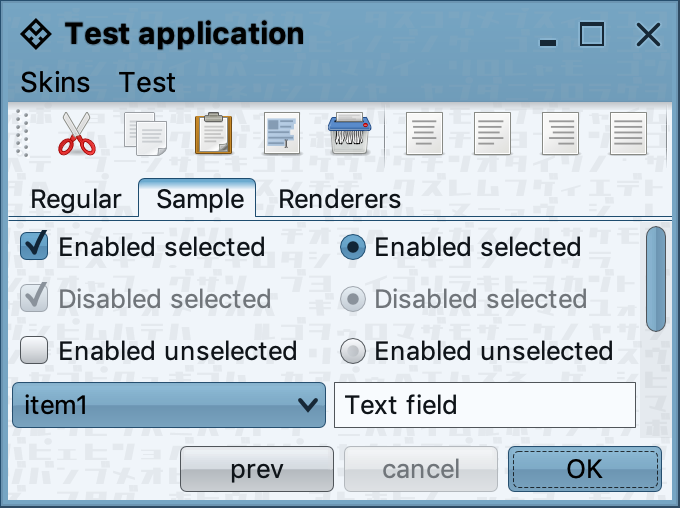 Test application
Skins Test
Regular Sample Renderers
Enabled selected Enabled selected
Disabled selected Disabled selected
Enabled unselected Enabled unselected
item1 Text field
prev cancel OK